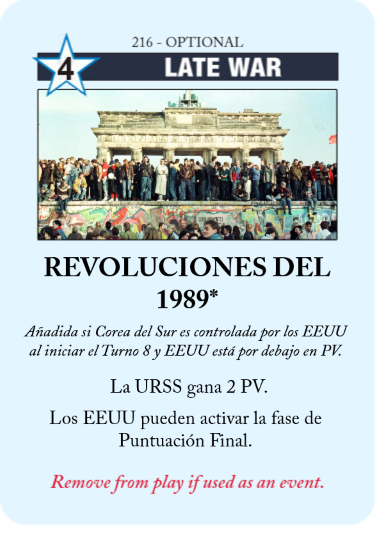 216 - OPTIONAL
4
LATE WAR
REVOLUCIONES DEL
1989*
Añadida si Corea del Sur es controlada por los EEUU
al iniciar el Turno 8 y EEUU está por debajo en PV.
La URSS gana 2 PV.
Los EEUU pueden activar la fase de
Puntuación Final.
Remove from play if used as an event.